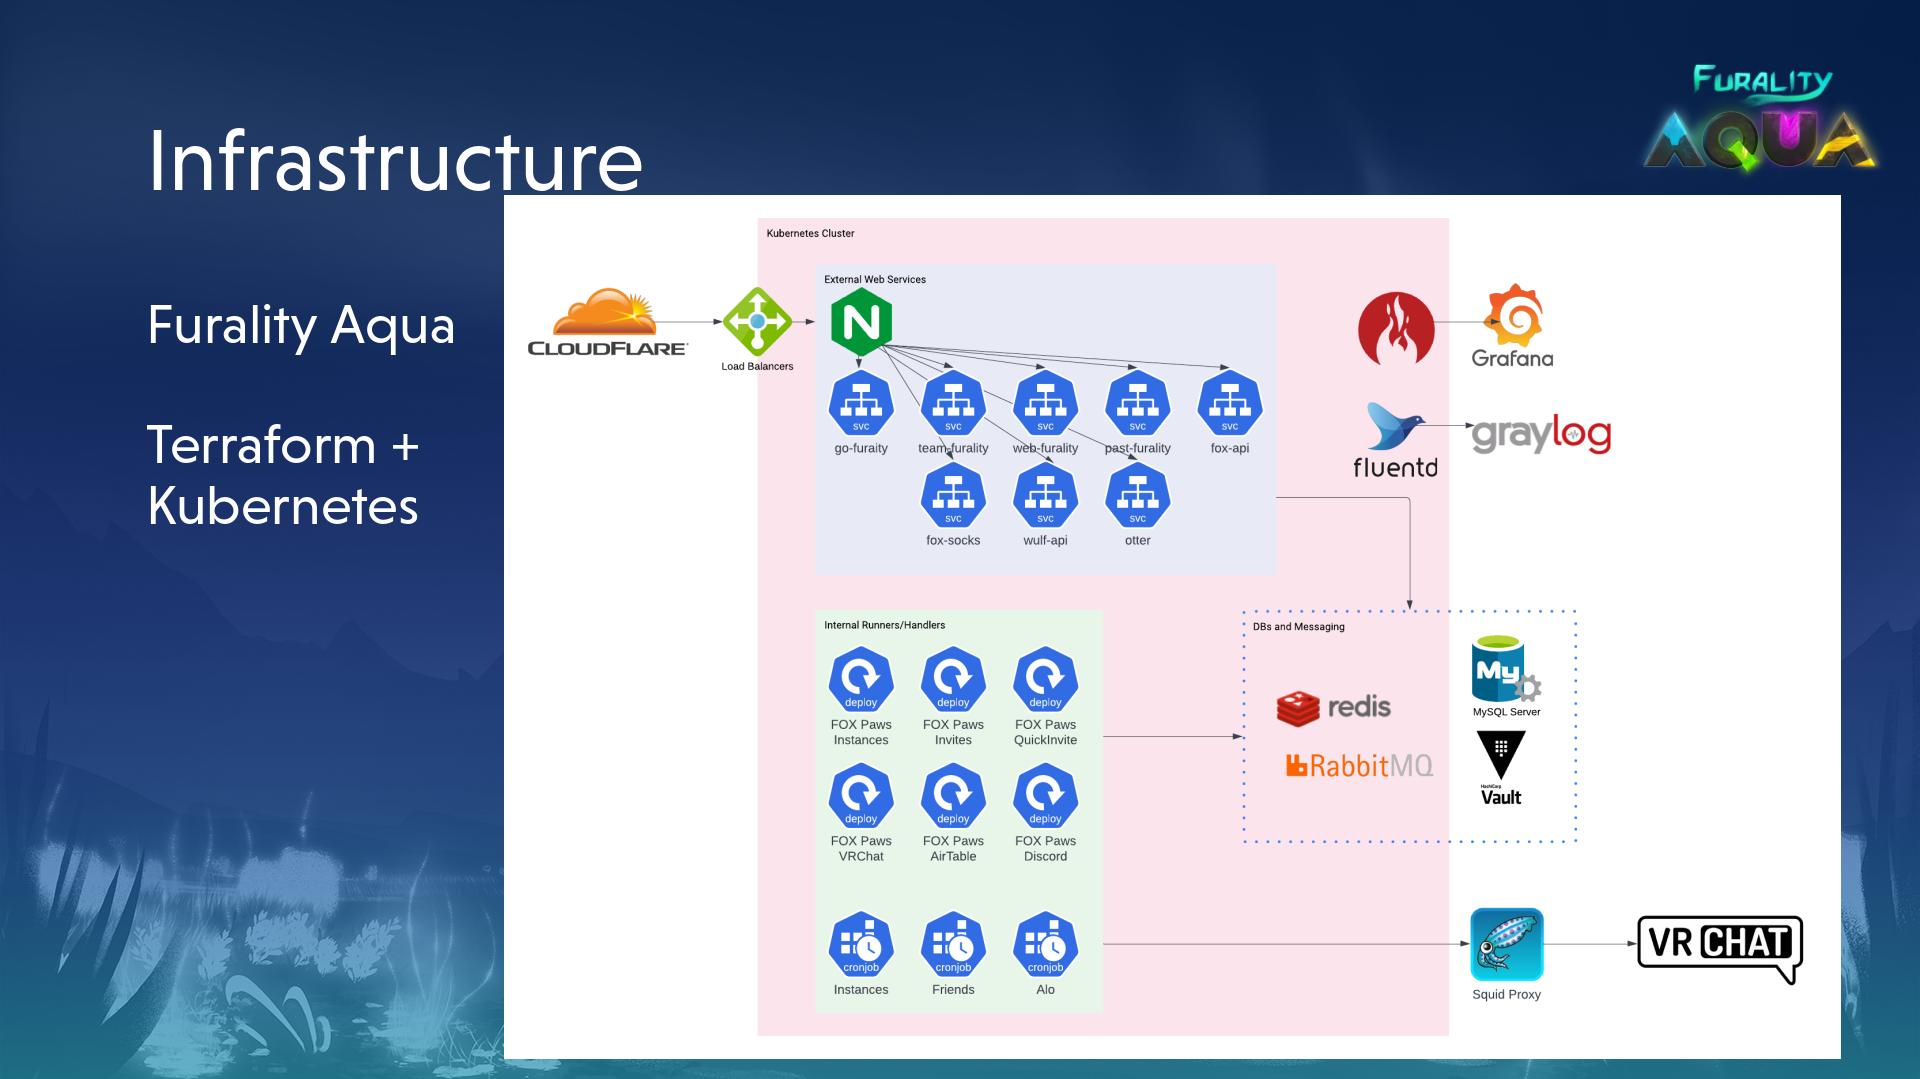 FURALITY
AQUA
Infrastructure
Furality Aqua
Terraform +
Kubernetes
Kubernetes Cluster
External Web Services
CLOUDFLARE®
Load Balancers
N
svc
go-furaity
svc
team-furality
svc
web-furality
svc
past-furality
svc
fox-api
svc
fox-socks
svc
wulf-api
svc
otter
Grafana
fluentd
graylog
Internal Runners/Handlers
deploy
FOX Paws
Instances
deploy
FOX Paws
Invites
deploy
FOX Paws
QuickInvite
deploy
FOX Paws
VRChat
deploy
FOX Paws
AirTable
deploy
FOX Paws
Discord
cronjob
Instances
cronjob
Friends
cronjob
Alo
DBs and Messaging
redis
RabbitMQ
My
MySQL Server
HashiCorp
Vault
Squid Proxy
VR CHAT